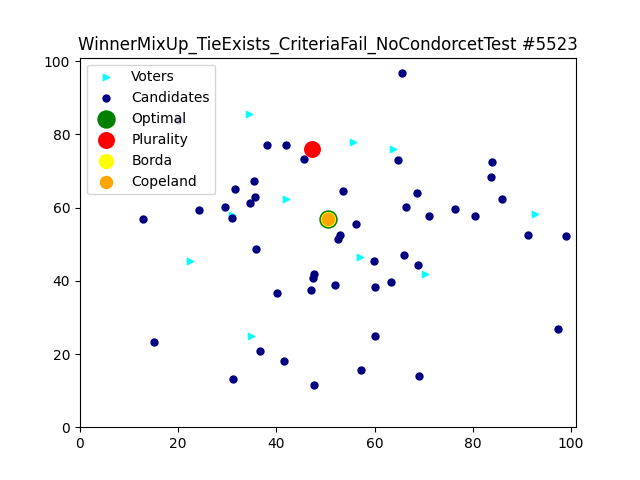 WinnerMixUp_TieExists_CriteriaFail_NoCondorcetTest #5523
Voters
Candidates
Optimal
Plurality
Borda
Copeland
100
80
60
40
20
0
0 20 40 60 80 100